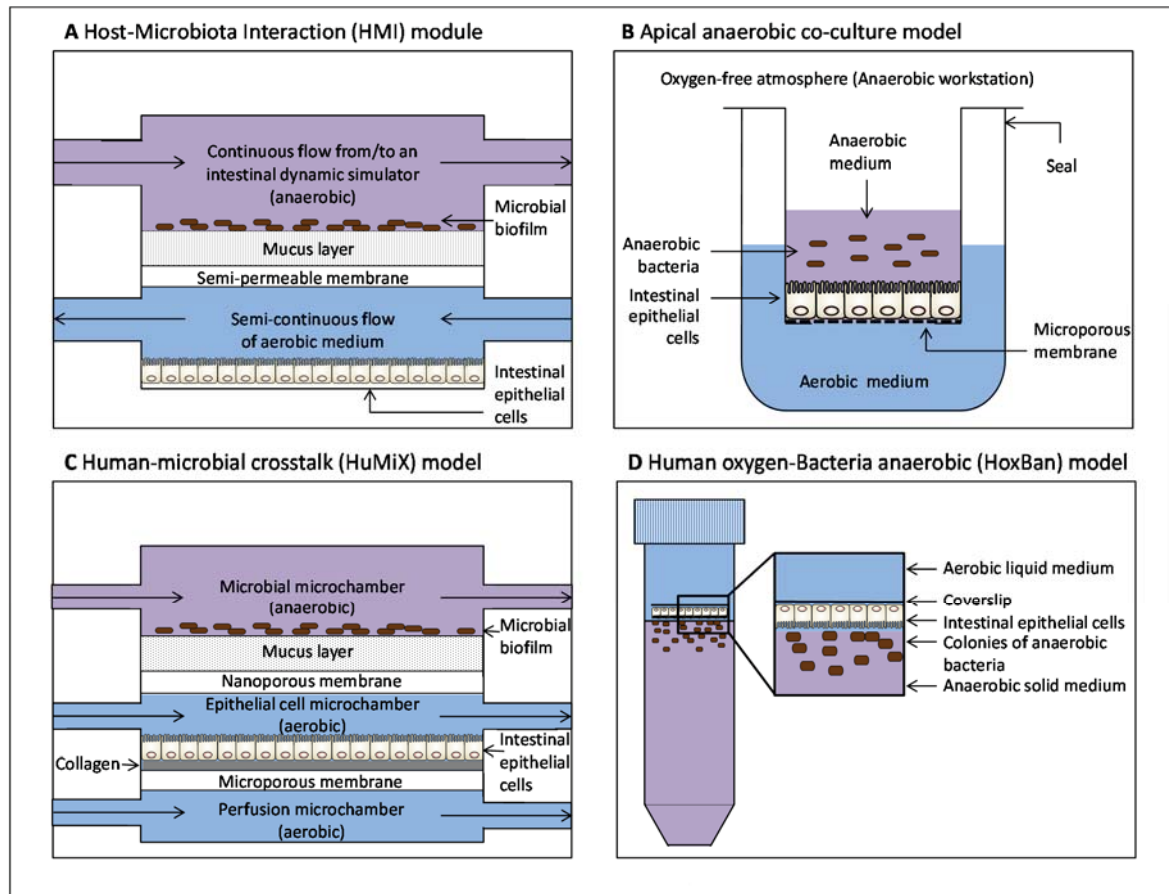 A Host-Microbiota Interaction (HMI) module
Continuous flow from/to an
intestinal dynamic simulator
(anaerobic)
Microbial
biofilm
Mucus layer
Semi-permeable membrane
Semi-continuous flow
of aerobic medium
Intestinal
epithelial
cells
B Apical anaerobic co-culture model
Oxygen-free atmosphere (Anaerobic workstation)
Anaerobic
medium
Seal
Anaerobic
bacteria
Intestinal
epithelial
cells
Microporous
membrane
Aerobic medium
C Human-microbial crosstalk (HuMiX) model
Microbial microchamber
(anaerobic)
Microbial
biofilm
Mucus layer
Nanoporous membrane
Epithelial cell microchamber
(aerobic)
Collagen
Intestinal
epithelial
cells
Microporous membrane
Perfusion microchamber
(aerobic)
D Human oxygen-Bacteria anaerobic (HoxBan) model
Aerobic liquid medium
Coverslip
Intestinal epithelial cells
Colonies of anaerobic
bacteria
Anaerobic solid medium